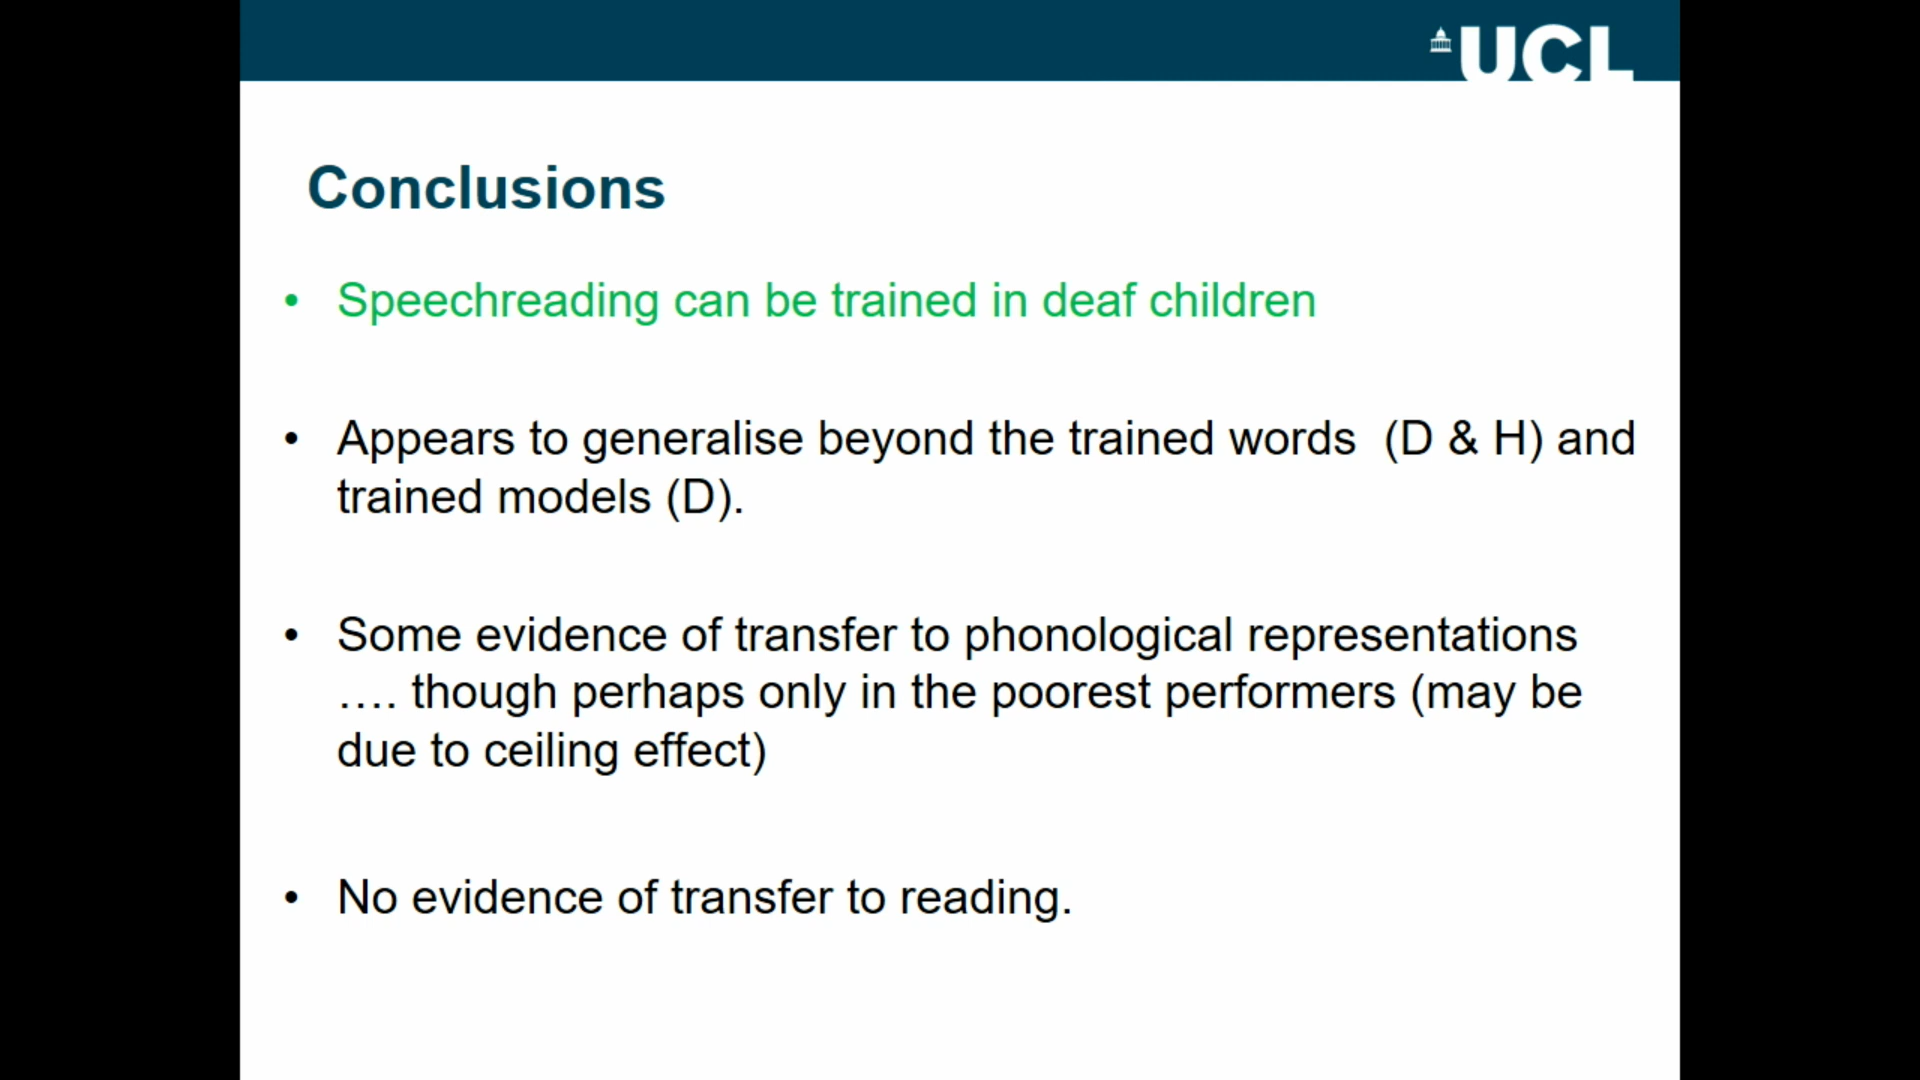 UCL
Conclusions
• Speechreading can be trained in deaf children
• Appears to generalise beyond the trained words (D & H) and
trained models (D).
• Some evidence of transfer to phonological representations
…. though perhaps only in the poorest performers (may be
due to ceiling effect)
• No evidence of transfer to reading.